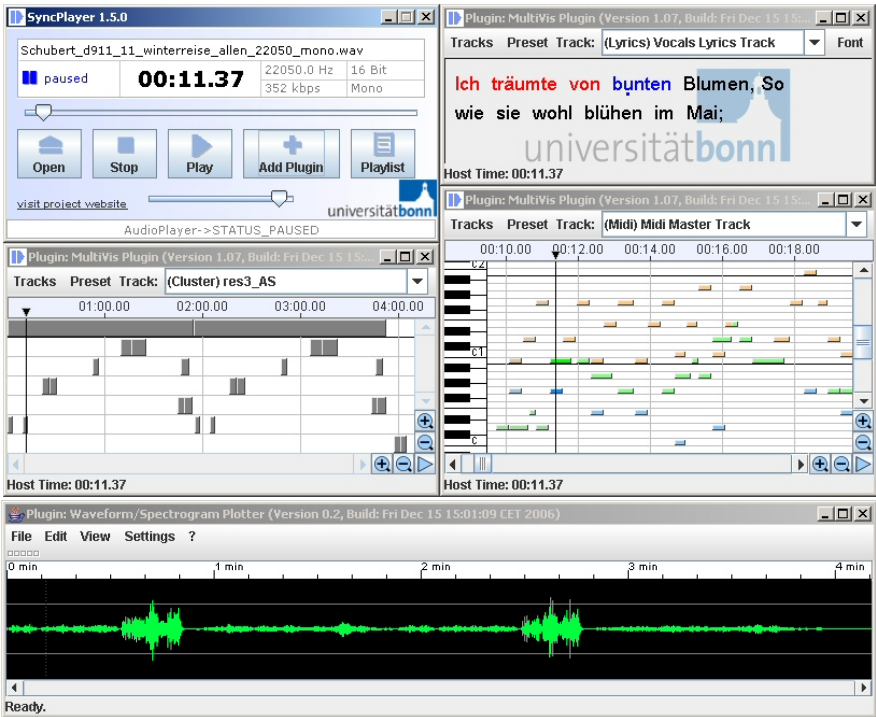 SyncPlayer 1.5.0
Schubert_d911_11_winterreise_allen_22050_mono.wav
paused
00:11.37
22050.0 Hz
16 Bit
352 kbps
Mono
Open
Stop
Play
Add Plugin
Playlist
visit project website
universitätbonn
AudioPlayer->STATUS_PAUSED
Plugin: MultiVis Plugin (Version 1.07, Build: Fri Dec 15 15:...
Tracks Preset Track: (Lyrics) Vocals Lyrics Track Font
Ich träumte von bunten Blumen, So
wie sie wohl blühen im Mai;
universitätbonn
Host Time: 00:11.37
Plugin: MultiVis Plugin (Version 1.07, Build: Fri Dec 15 15:...
Tracks Preset Track: (Midi) Midi Master Track
00:10.00 00:12.00 00:14.00 00:16.00 00:18.00
C2
C1
C
Host Time: 00:11.37
Plugin: MultiVis Plugin (Version 1.07, Build: Fri Dec 15 15:...
Tracks Preset Track: (Cluster) res3_AS
01:00.00 02:00.00 03:00.00 04:00.00
Host Time: 00:11.37
Plugin: Waveform/Spectrogram Plotter (Version 0.2, Build: Fri Dec 15 15:01:09 CET 2006)
File Edit View Settings ?
0 min 1 min 2 min 3 min 4 min
Ready.